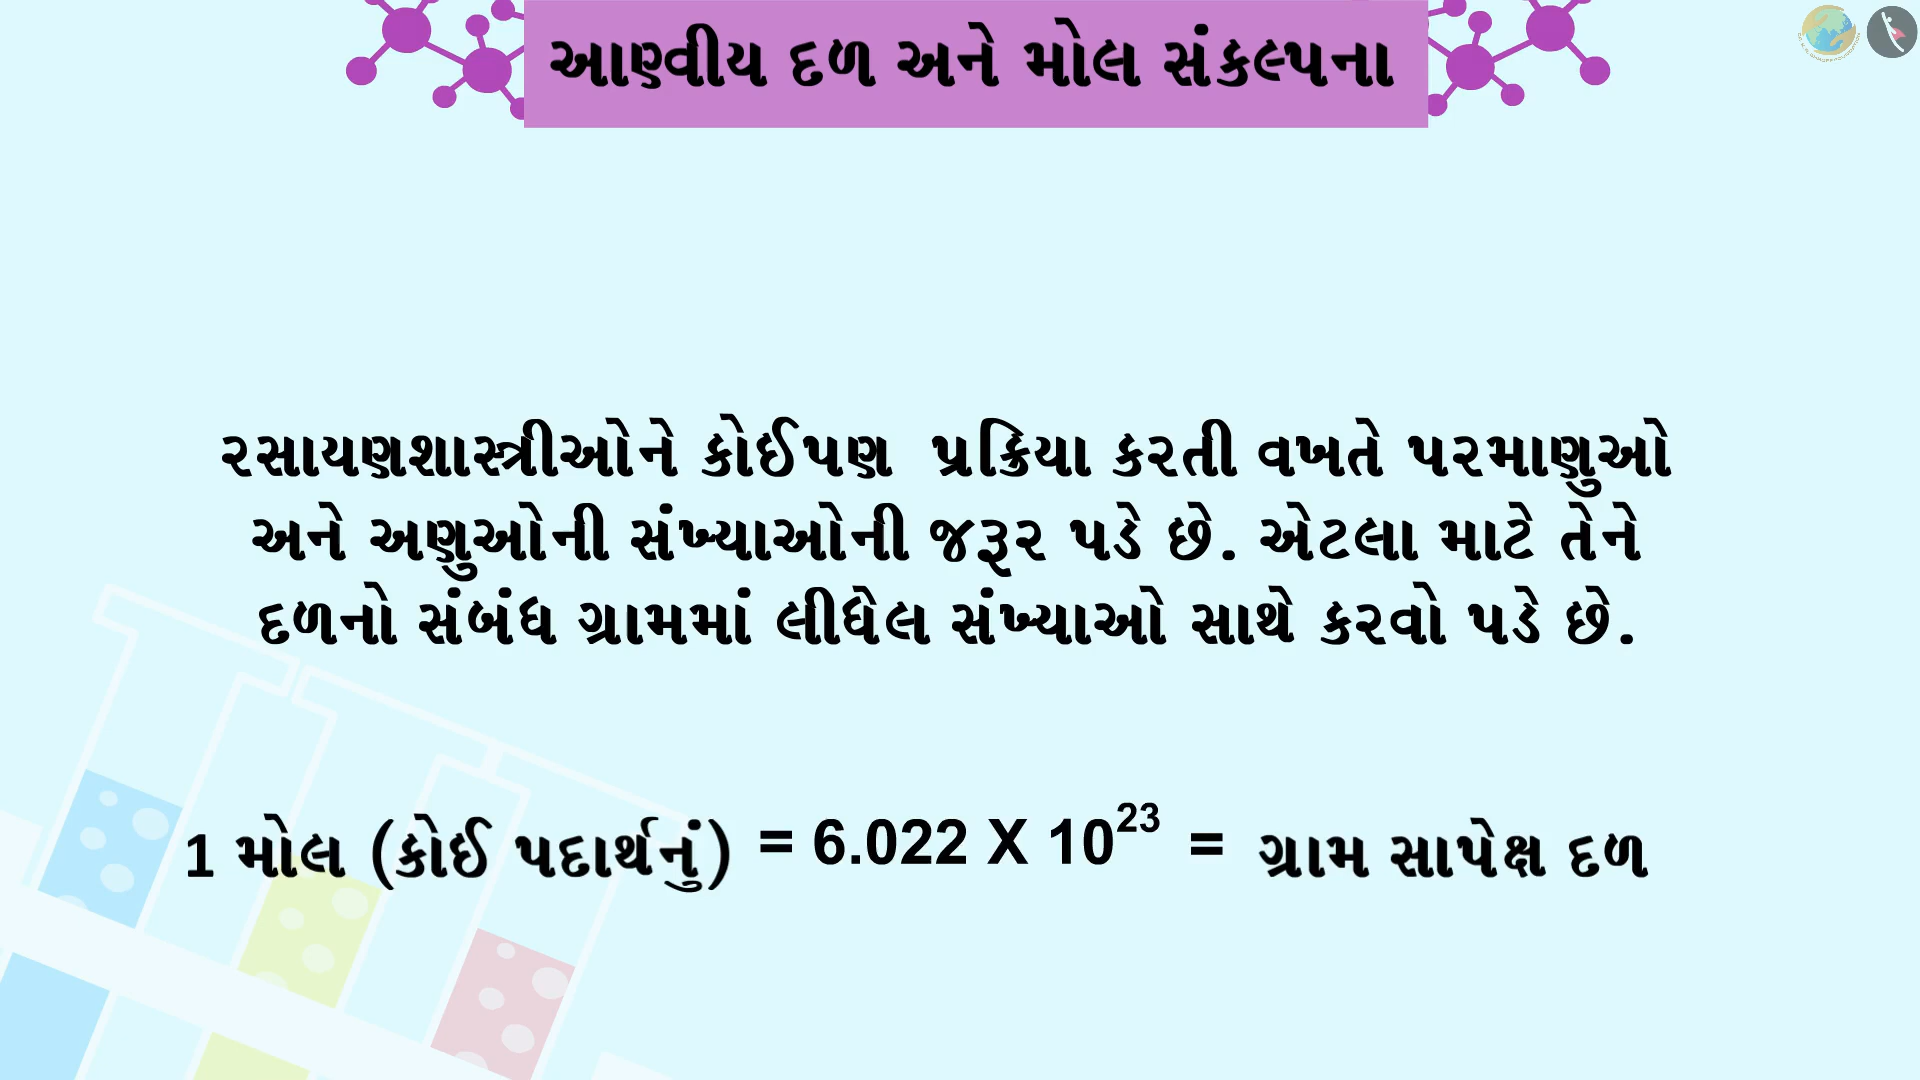 આણ્વીય દળ અને મોલ સંકલ્પના
રસાયણશાસ્ત્રીઓને કોઈપણ પ્રક્રિયા કરતી વખતે પરમાણુઓ
અને અણુઓની સંખ્યાઓની જરૂર પડે છે. એટલા માટે તેને
દળનો સંબંધ ગ્રામમાં લીધેલ સંખ્યાઓ સાથે કરવો પડે છે.
1 મોલ (કોઈ પદાર્થનું) = 6.022 X 10²³ = ગ્રામ સાપેક્ષ દળ